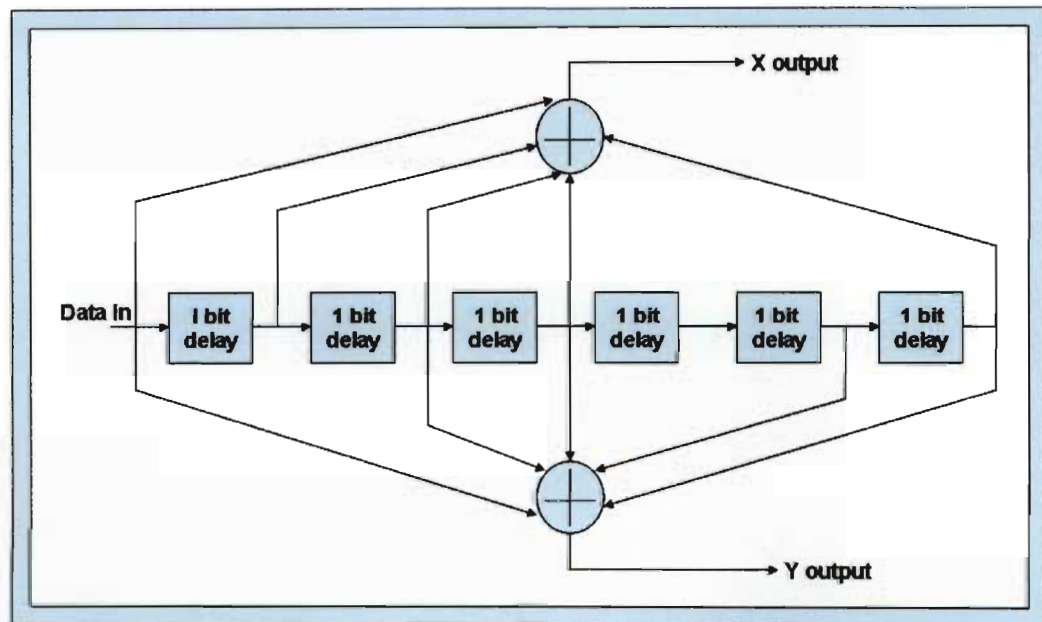 X output
Data in
I bit
delay
1 bit
delay
1 bit
delay
1 bit
delay
1 bit
delay
1 bit
delay
Y output